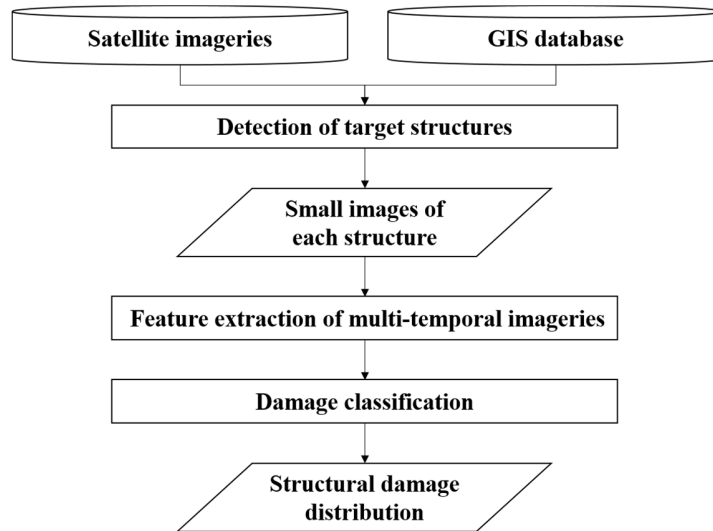 Satellite imageries
GIS database
Detection of target structures
Small images of
each structure
Feature extraction of multi-temporal imageries
Damage classification
Structural damage
distribution